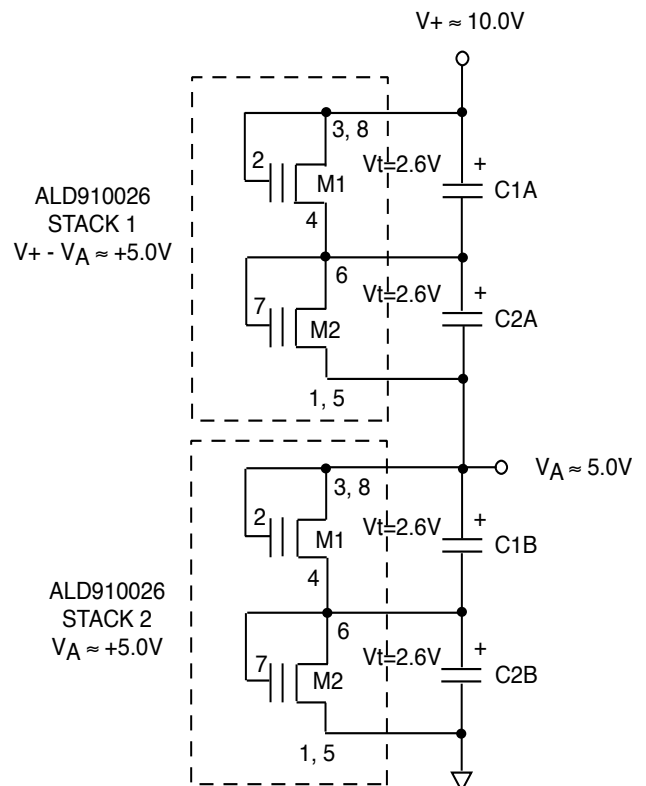 V+ ≈ 10.0V
3, 8
2
Vt=2.6V
+
M1
C1A
4
ALD910026
STACK 1
V+ - VA ≈ +5.0V
6
Vt=2.6V
+
7
M2
C2A
1, 5
VA ≈ 5.0V
3, 8
2
Vt=2.6V
+
M1
C1B
4
ALD910026
STACK 2
VA ≈ +5.0V
6
Vt=2.6V
+
7
M2
C2B
1, 5